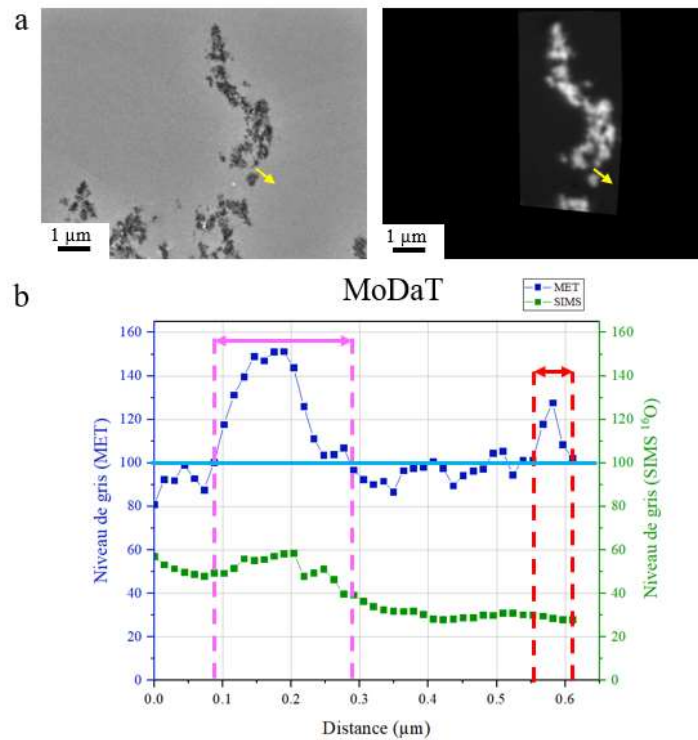 a
1 µm
1 µm
b
MoDaT
MET
SIMS
160
140
120
100
80
60
40
20
0
Niveau de gris (MET)
160
140
120
100
80
60
40
20
0
Niveau de gris (SIMS ¹⁶O)
0.0 0.1 0.2 0.3 0.4 0.5 0.6
Distance (µm)